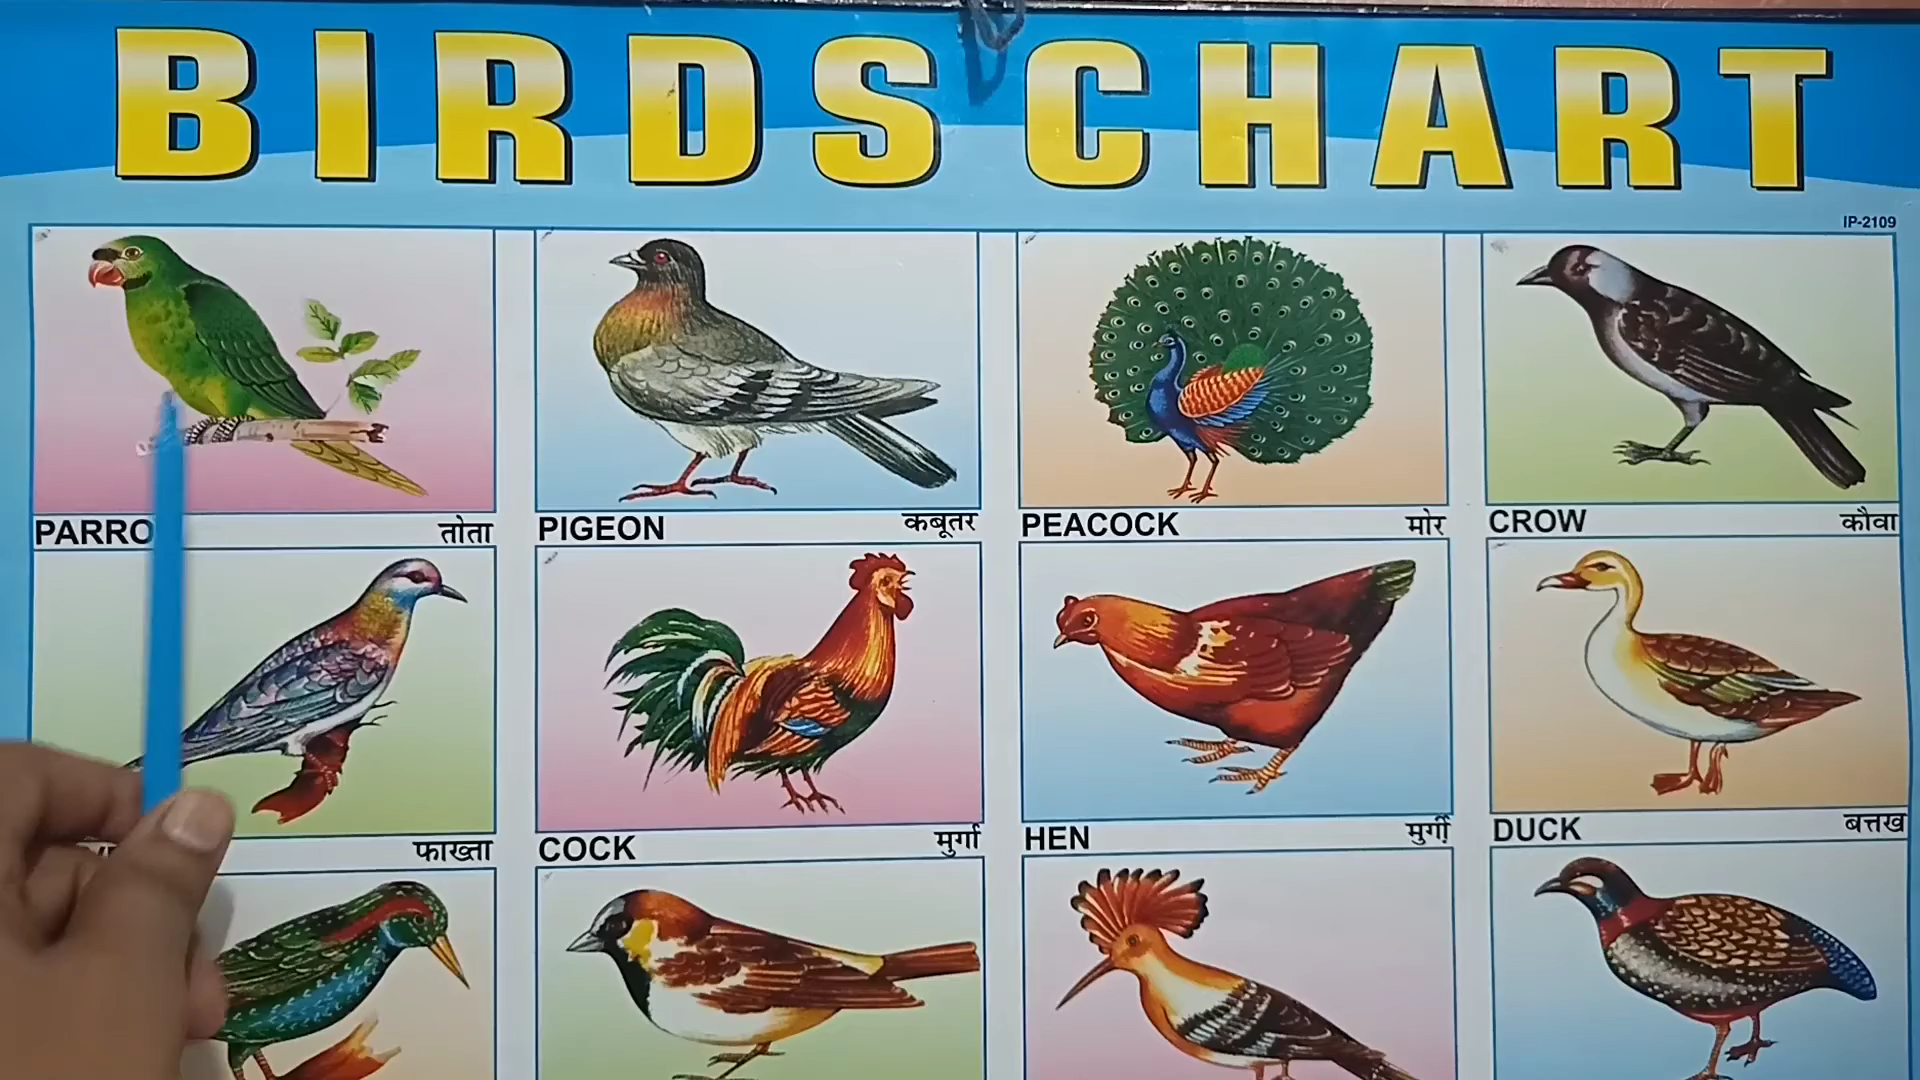 BIRDS CHART
IP-2109
PARRO तोता PIGEON कबूतर PEACOCK मोर CROW कौवा
फाख्ता COCK मुर्गा HEN मुर्गी DUCK बत्तख